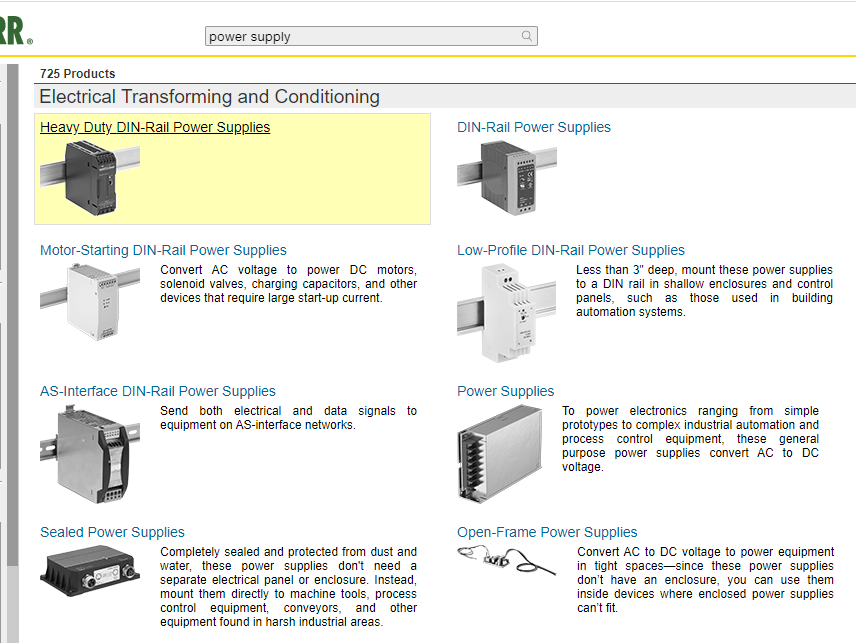 RR®
power supply
725 Products
Electrical Transforming and Conditioning
Heavy Duty DIN-Rail Power Supplies
DIN-Rail Power Supplies
Motor-Starting DIN-Rail Power Supplies
Convert AC voltage to power DC motors,
solenoid valves, charging capacitors, and other
devices that require large start-up current.
Low-Profile DIN-Rail Power Supplies
Less than 3" deep, mount these power supplies
to a DIN rail in shallow enclosures and control
panels, such as those used in building
automation systems.
AS-Interface DIN-Rail Power Supplies
Send both electrical and data signals to
equipment on AS-interface networks.
Power Supplies
To power electronics ranging from simple
prototypes to complex industrial automation and
process control equipment, these general
purpose power supplies convert AC to DC
voltage.
Sealed Power Supplies
Completely sealed and protected from dust and
water, these power supplies don't need a
separate electrical panel or enclosure. Instead,
mount them directly to machine tools, process
control equipment, conveyors, and other
equipment found in harsh industrial areas.
Open-Frame Power Supplies
Convert AC to DC voltage to power equipment
in tight spaces—since these power supplies
don't have an enclosure, you can use them
inside devices where enclosed power supplies
can't fit.